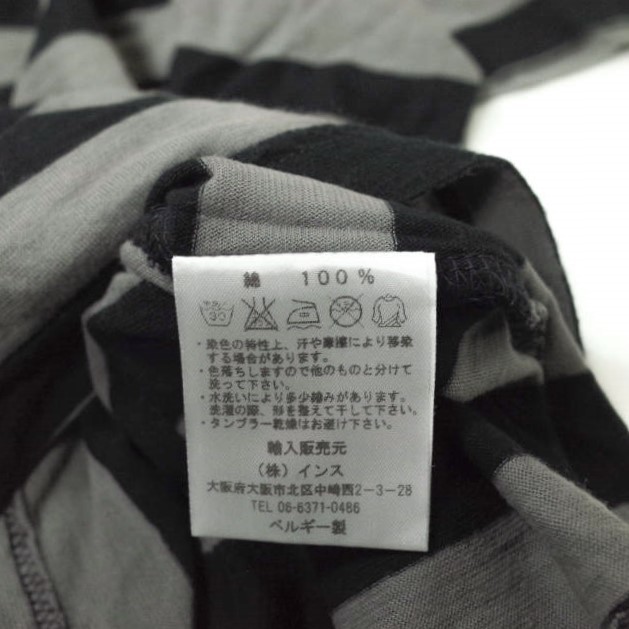 綿 100%
30
・染色の特性上、汗や摩擦により移染
する場合があります。
・色落ちしますので他のものと分けて
洗って下さい。
・水洗いにより多少縮みがあります。
洗濯の際、形を整えて干して下さい。
・タンブラー乾燥はお避け下さい。
輸入販売元
(株)インス
大阪府大阪市北区中崎西2-3-28
TEL 06-6371-0486
ベルギー製